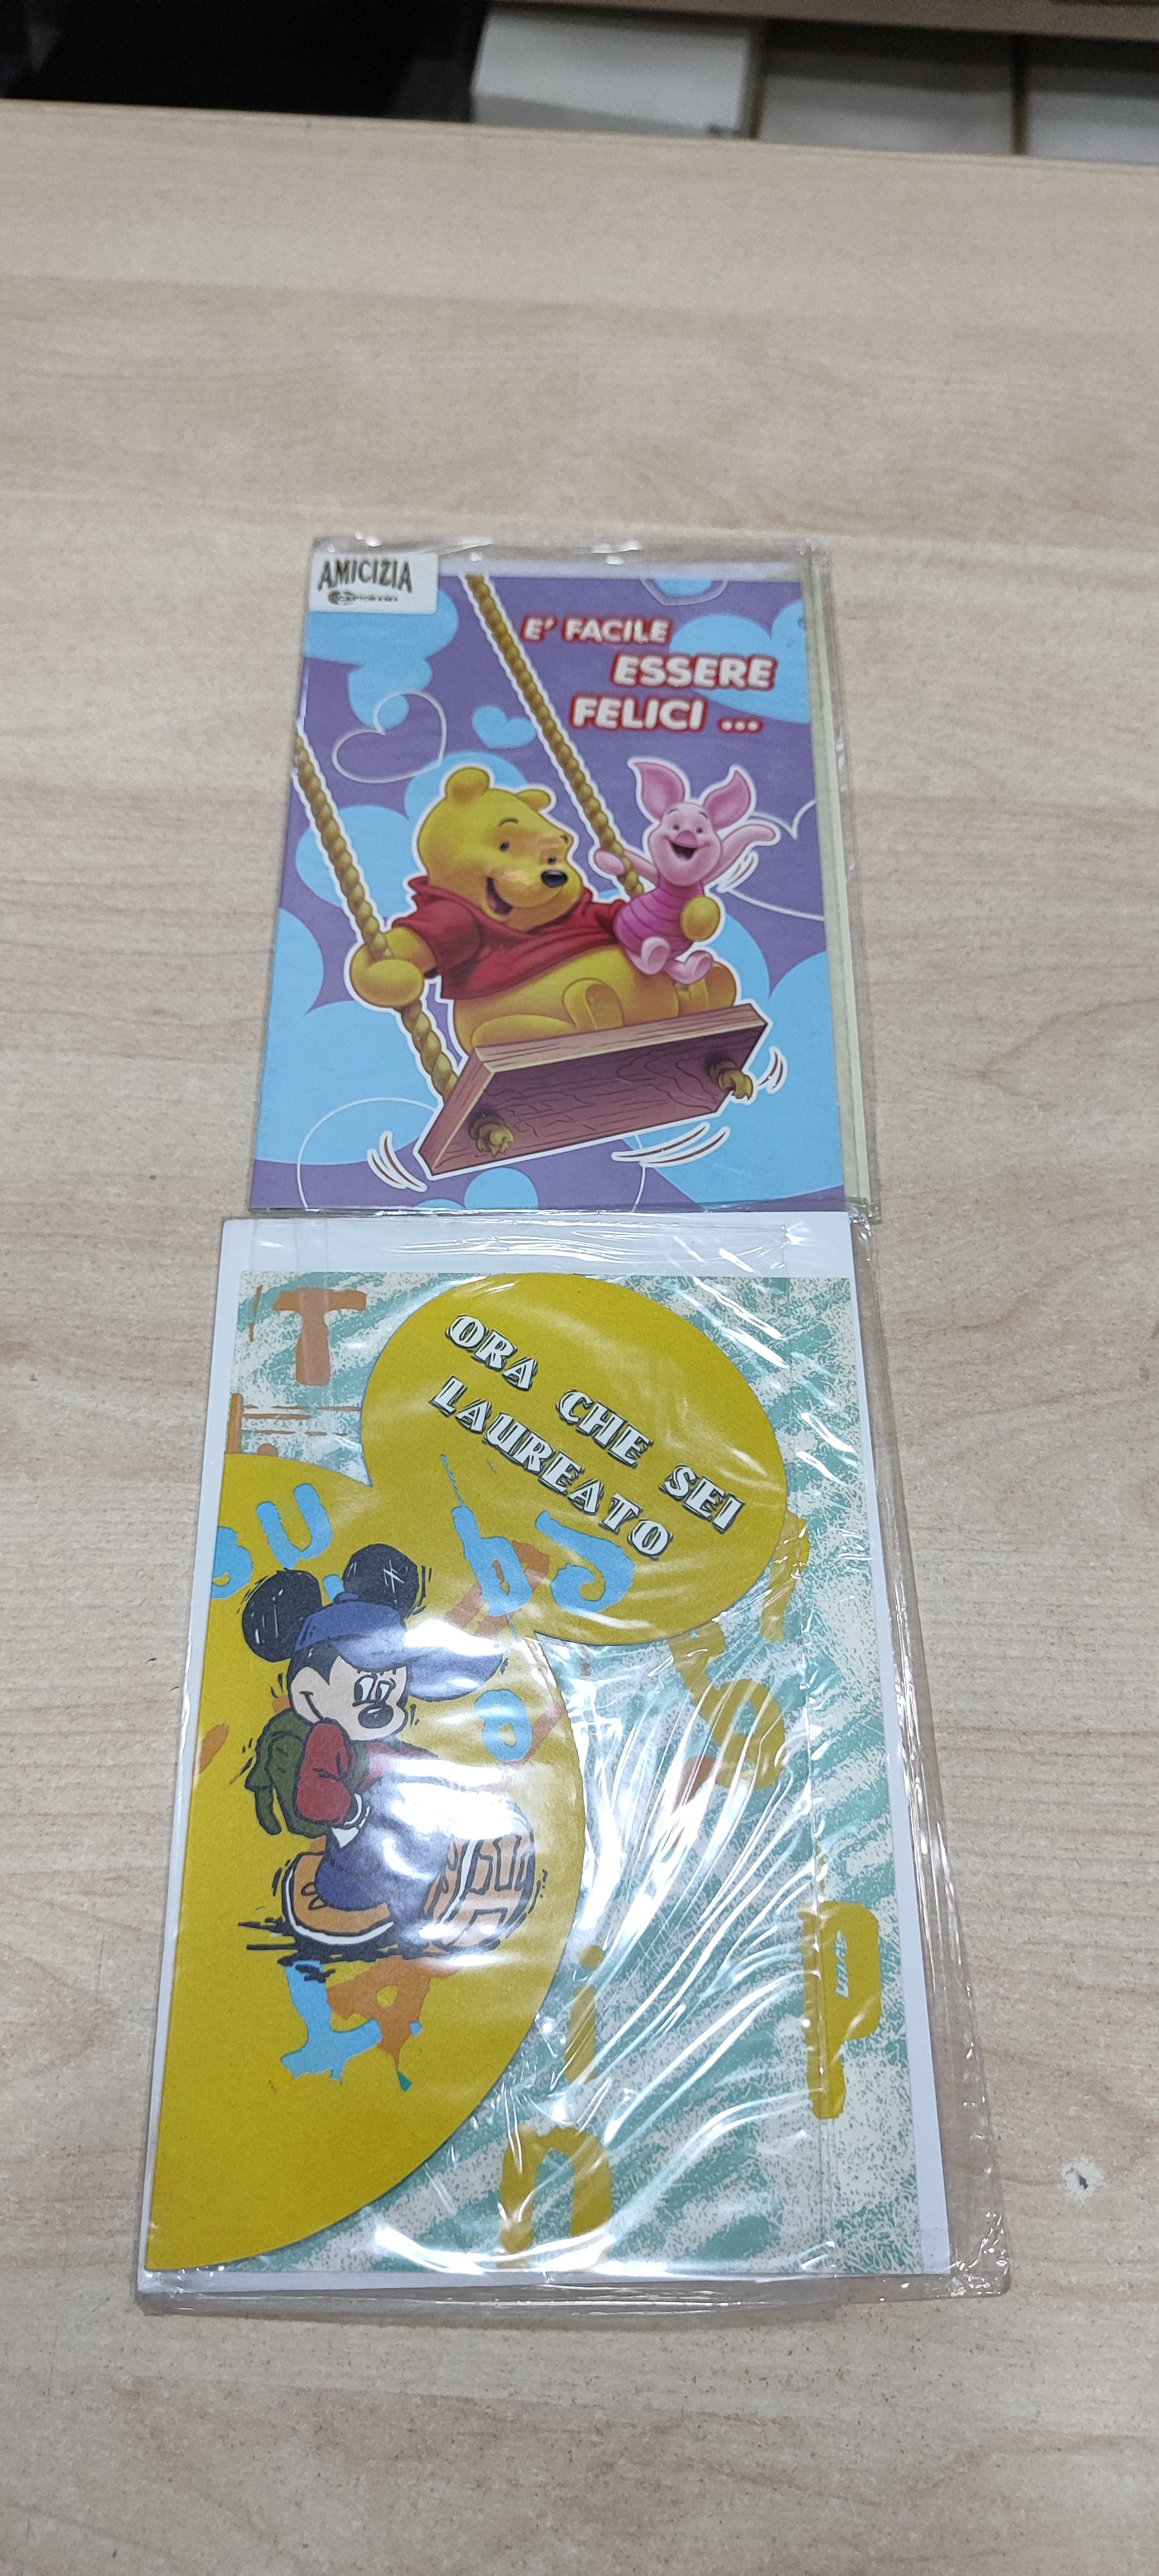 AMICIZIA
E' FACILE
ESSERE
FELICI ...
ORA CHE SEI
LAUREATO